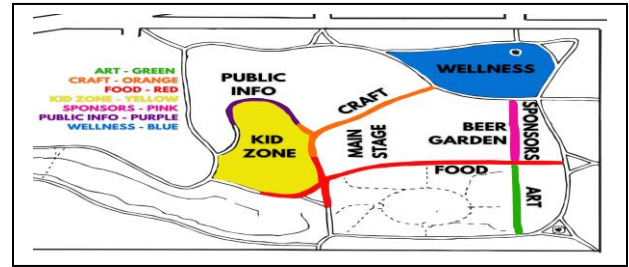 ART - GREEN
CRAFT - ORANGE
FOOD - RED
KID ZONE - YELLOW
SPONSORS - PINK
PUBLIC INFO - PURPLE
WELLNESS - BLUE
PUBLIC
INFO
KID
ZONE
CRAFT
MAIN
STAGE
WELLNESS
BEER
GARDEN
SPONSORS
FOOD
ART